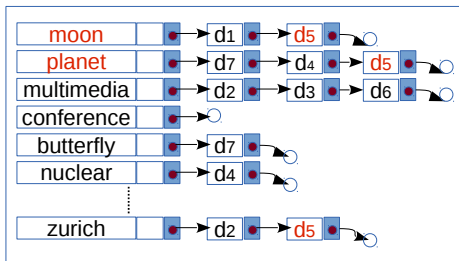 moon d1 d5
planet d7 d4 d5
multimedia d2 d3 d6
conference
butterfly d7
nuclear d4
zurich d2 d5